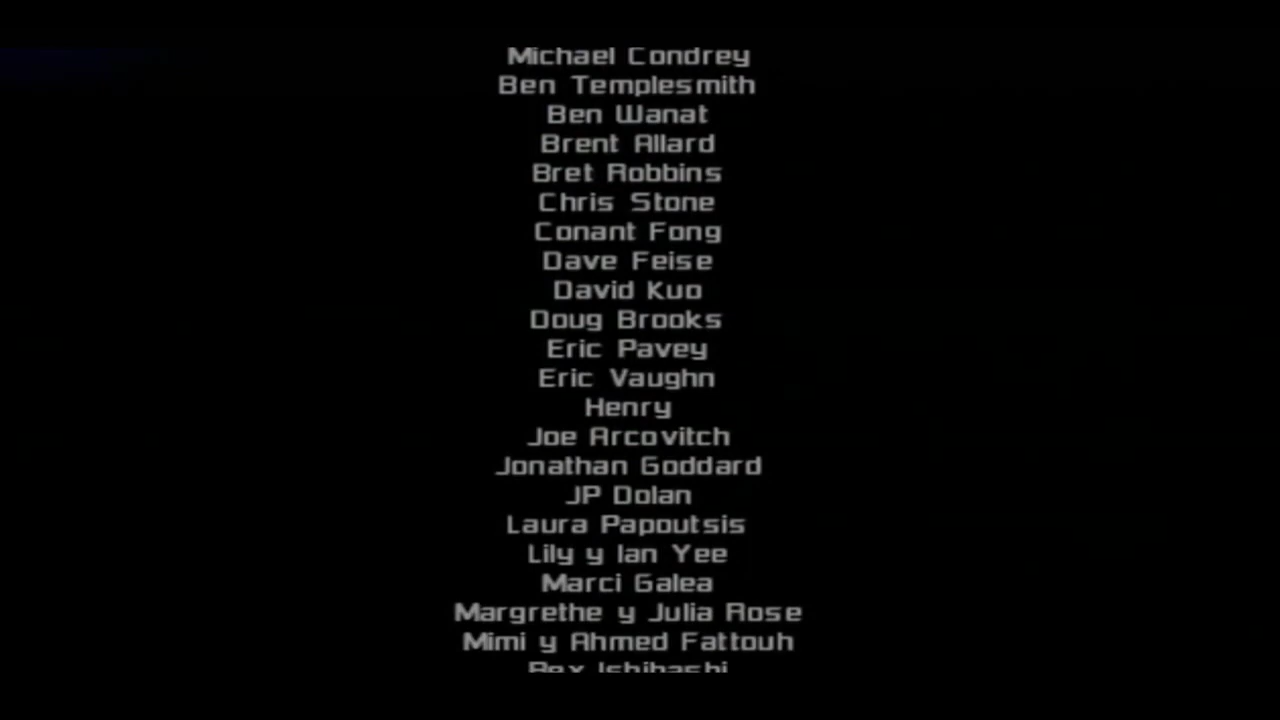 Michael Condrey
Ben Templesmith
Ben Wanat
Brent Allard
Bret Robbins
Chris Stone
Conant Fong
Dave Feise
David Kuo
Doug Brooks
Eric Pavey
Eric Vaughn
Henry
Joe Arcovitch
Jonathan Goddard
JP Dolan
Laura Papoutsis
Lily y Ian Yee
Marci Galea
Margrethe y Julia Rose
Mimi y Ahmed Fattouh
Rex Ishibashi